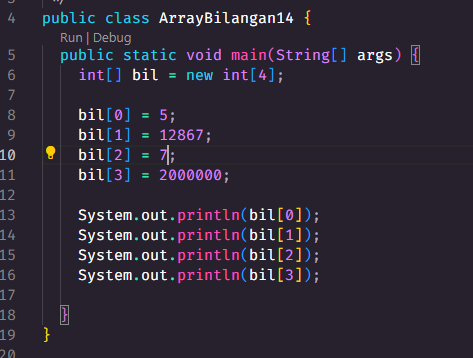 */
4 public class ArrayBilangan14 {
Run | Debug
5 public static void main(String[] args) {
6 int[] bil = new int[4];
7
8 bil[0] = 5;
9 bil[1] = 12867;
10 bil[2] = 7;
11 bil[3] = 2000000;
12
13 System.out.println(bil[0]);
14 System.out.println(bil[1]);
15 System.out.println(bil[2]);
16 System.out.println(bil[3]);
17
18 }
19 }
20